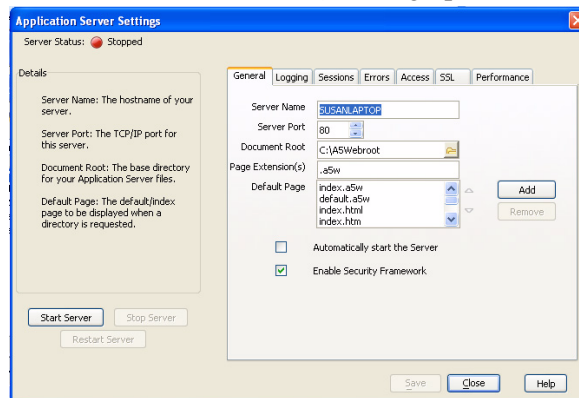 Application Server Settings
Server Status: Stopped
Details
Server Name: The hostname of your
server.
Server Port: The TCP/IP port for
this server.
Document Root: The base directory
for your Application Server files.
Default Page: The default/index
page to be displayed when a
directory is requested.
Start Server Stop Server
Restart Server
General Logging Sessions Errors Access SSL Performance
Server Name SUSANLAPTOP
Server Port 80
Document Root C:\A5Webroot
Page Extension(s) .a5w
Default Page index.a5w
default.a5w
index.html
index.htm
Add
Remove
Automatically start the Server
Enable Security Framework
Save Close Help